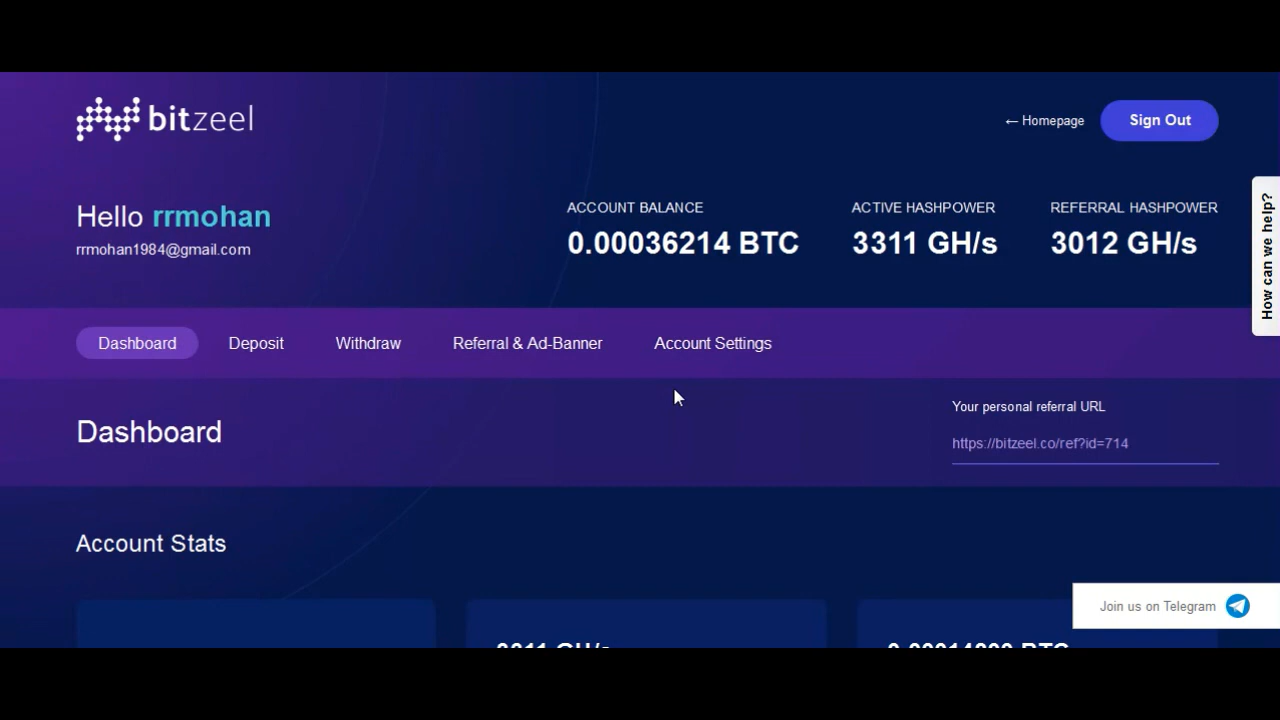 bitzeel
← Homepage
Sign Out
Hello rrmohan
rrmohan1984@gmail.com
ACCOUNT BALANCE
0.00036214 BTC
ACTIVE HASHPOWER
3311 GH/s
REFERRAL HASHPOWER
3012 GH/s
How can we help?
Dashboard
Deposit
Withdraw
Referral & Ad-Banner
Account Settings
Dashboard
Your personal referral URL
https://bitzeel.co/ref?id=714
Account Stats
Join us on Telegram
3311 GH/s